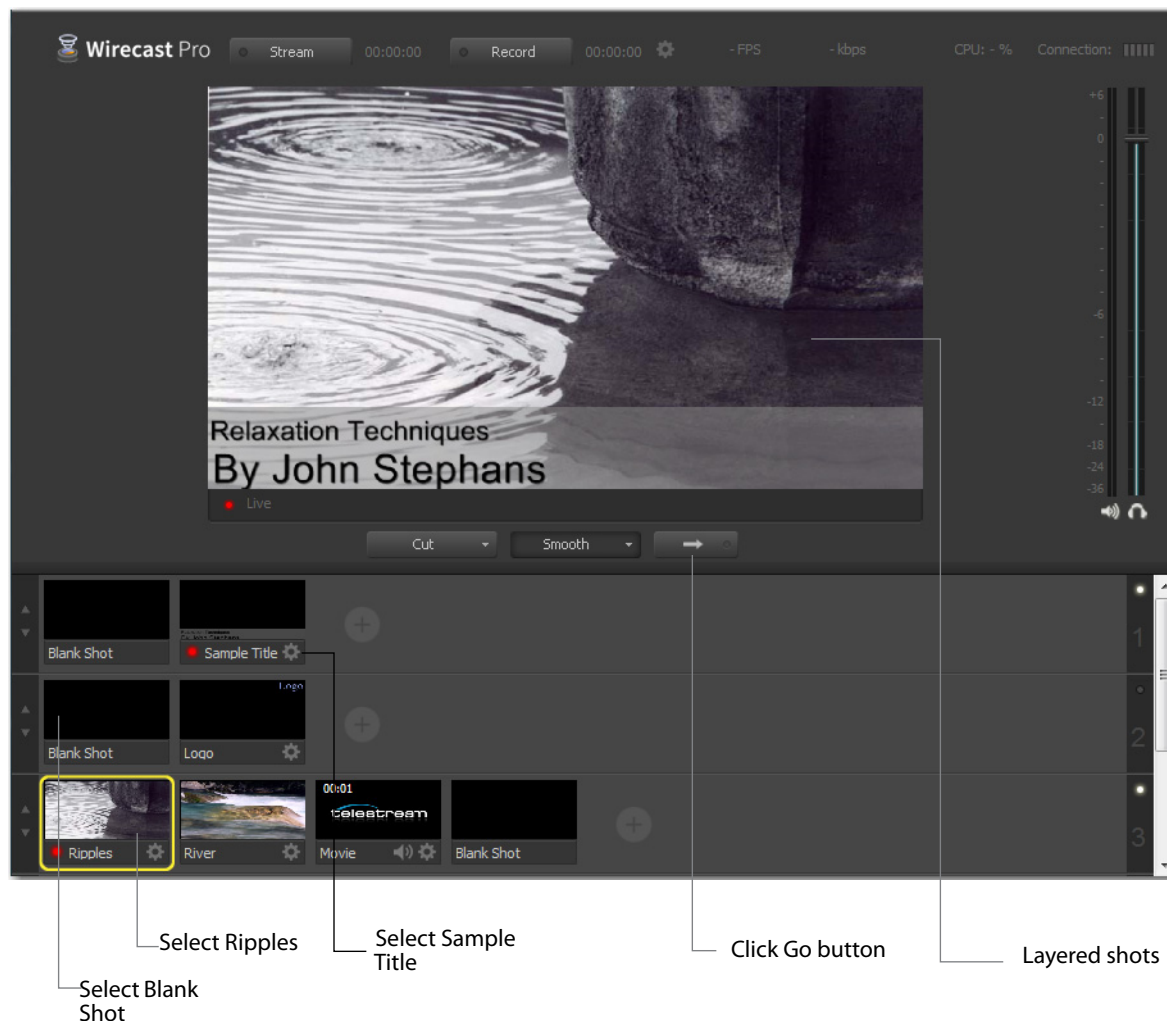 Wirecast Pro Stream 00:00:00 Record 00:00:00 - FPS - kbps CPU: - % Connection:
+6
-
0
-
-
-
-
-
-
-6
-
-
-
-12
-
-18
-24
-36
Relaxation Techniques
By John Stephans
Live
Cut Smooth
Blank Shot Sample Title 1
Logo
Blank Shot Logo 2
00:01
telestream
Ripples River Movie Blank Shot 3
Select Ripples
Select Sample
Title
Click Go button
Layered shots
Select Blank
Shot